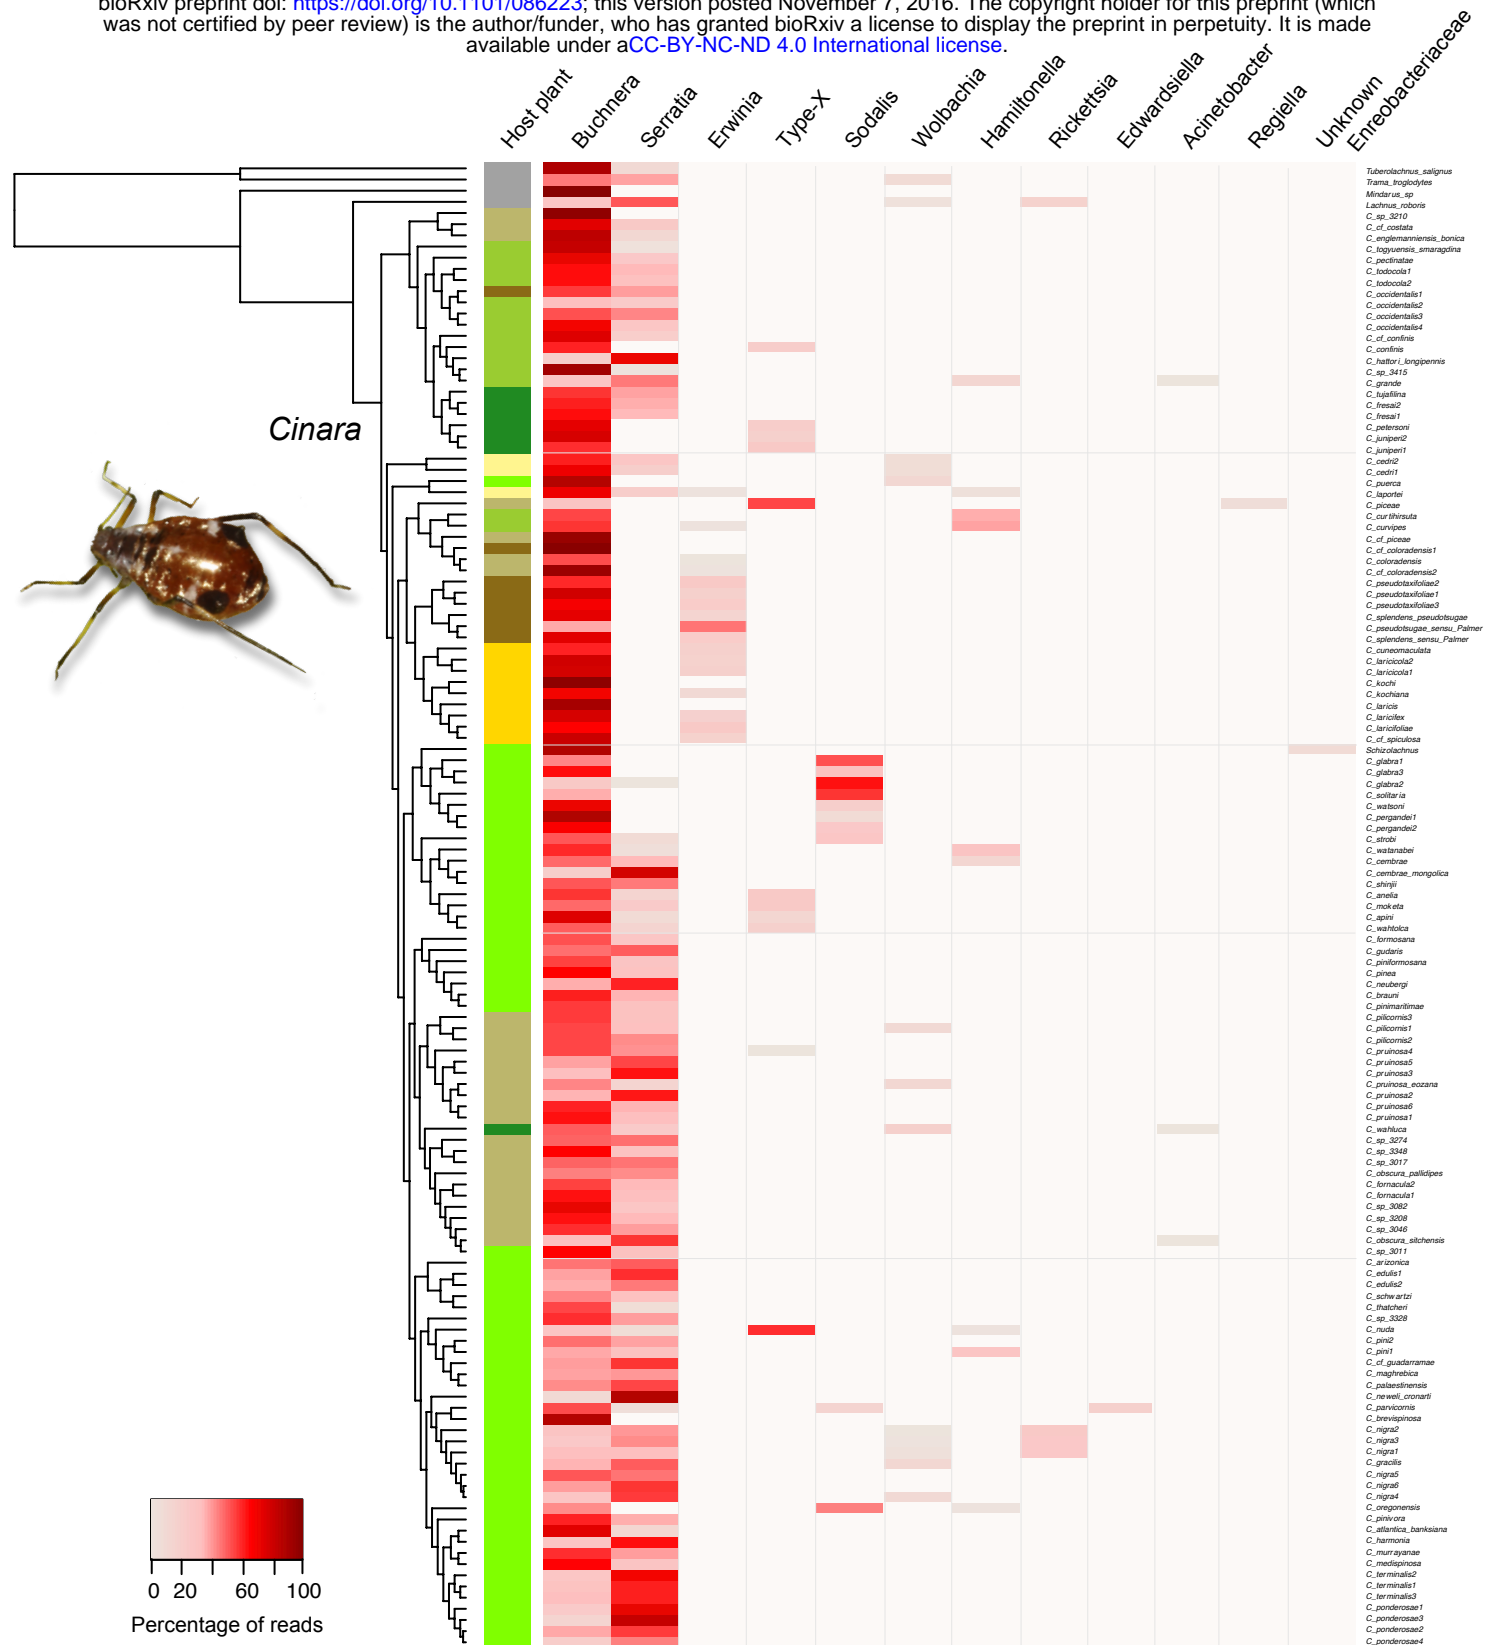 bioRxiv preprint doi: https://doi.org/10.1101/086223; this version posted November 7, 2016. The copyright holder for this preprint (which
was not certified by peer review) is the author/funder, who has granted bioRxiv a license to display the preprint in perpetuity. It is made
available under aCC-BY-NC-ND 4.0 International license.
Host plant
Buchnera
Serratia
Erwinia
Type-X
Sodalis
Wolbachia
Hamiltonella
Rickettsia
Edwardsiella
Acinetobacter
Regiella
Unknown
Enreobacteriaceae
Tuberolachnus_salignus
Trama_troglodytes
Mindarus_sp
Lachnus_roboris
C_sp_3210
C_cf_costata
C_englemanniensis_bonica
C_togyuensis_smaragdina
C_pectinatae
C_todocola1
C_todocola2
C_occidentalis1
C_occidentalis2
C_occidentalis3
C_occidentalis4
C_cf_confinis
C_confinis
C_hattori_longipennis
C_sp_3415
C_grande
C_tujafilina
C_fresai2
C_fresai1
C_petersoni
C_juniperi2
C_juniperi1
C_cedri2
C_cedri1
C_puerca
C_laportei
C_piceae
C_curtihirsuta
C_curvipes
C_cf_piceae
C_cf_coloradensis1
C_coloradensis
C_cf_coloradensis2
C_pseudotaxifoliae2
C_pseudotaxifoliae1
C_pseudotaxifoliae3
C_splendens_pseudotsugae
C_pseudotsugae_sensu_Palmer
C_splendens_sensu_Palmer
C_cuneomaculata
C_laricicola2
C_laricicola1
C_kochi
C_kochiana
C_laricis
C_laricifex
C_laricifoliae
C_cf_spiculosa
Schizolachnus
C_glabra1
C_glabra3
C_glabra2
C_solitaria
C_watsoni
C_pergandei1
C_pergandei2
C_strobi
C_watanabei
C_cembrae
C_cembrae_mongolica
C_shinjii
C_anelia
C_moketa
C_apini
C_wahtolca
C_formosana
C_gudaris
C_piniformosana
C_pinea
C_neubergi
C_brauni
C_pinimaritimae
C_pilicornis3
C_pilicornis1
C_pilicornis2
C_pruinosa4
C_pruinosa5
C_pruinosa3
C_pruinosa_eozana
C_pruinosa2
C_pruinosa6
C_pruinosa1
C_wahluca
C_sp_3274
C_sp_3348
C_sp_3017
C_obscura_pallidipes
C_fornacula2
C_fornacula1
C_sp_3082
C_sp_3208
C_sp_3046
C_obscura_sitchensis
C_sp_3011
C_arizonica
C_edulis1
C_edulis2
C_schwartzi
C_thatcheri
C_sp_3328
C_nuda
C_pini2
C_pini1
C_cf_guadarramae
C_maghrebica
C_palaestinensis
C_neweli_cronarti
C_parvicornis
C_brevispinosa
C_nigra2
C_nigra3
C_nigra1
C_gracilis
C_nigra5
C_nigra6
C_nigra4
C_oregonensis
C_pinivora
C_atlantica_banksiana
C_harmonia
C_murrayanae
C_medispinosa
C_terminalis2
C_terminalis1
C_terminalis3
C_ponderosae1
C_ponderosae3
C_ponderosae2
C_ponderosae4
Cinara
0 20 60 100
Percentage of reads